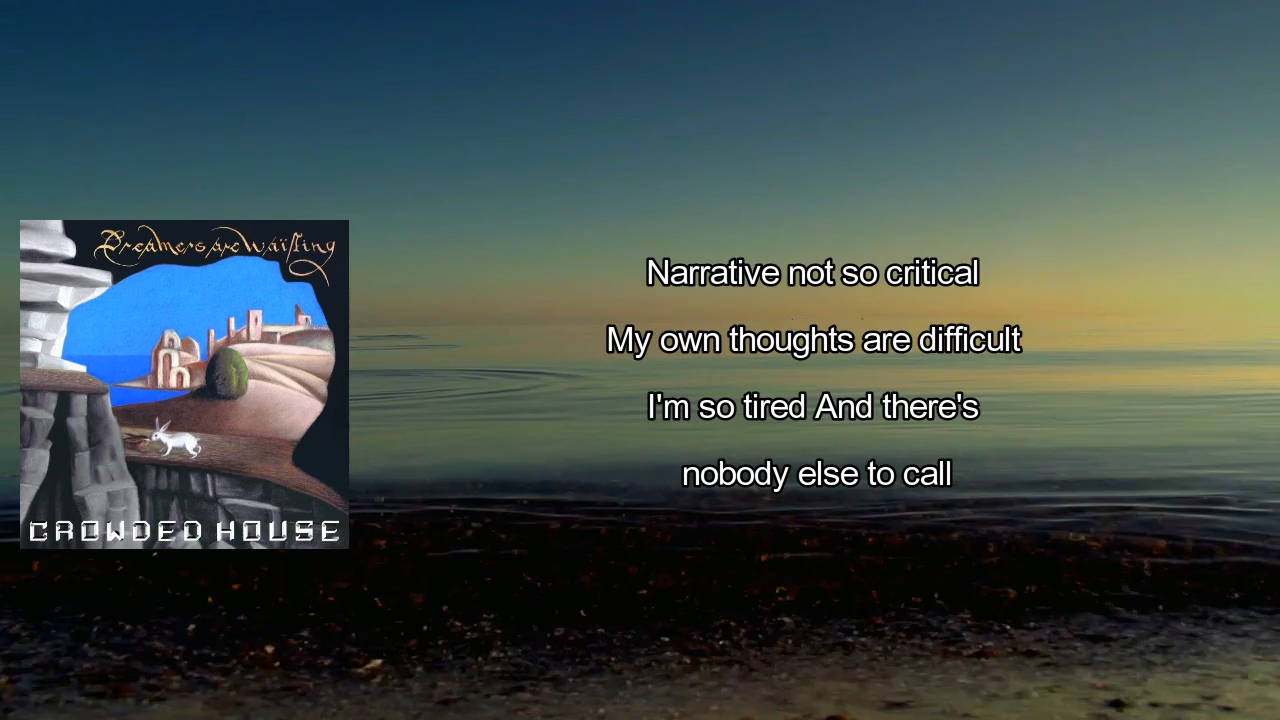 Dreamers are Waiting
CROWDED HOUSE
Narrative not so critical
My own thoughts are difficult
I'm so tired And there's
nobody else to call